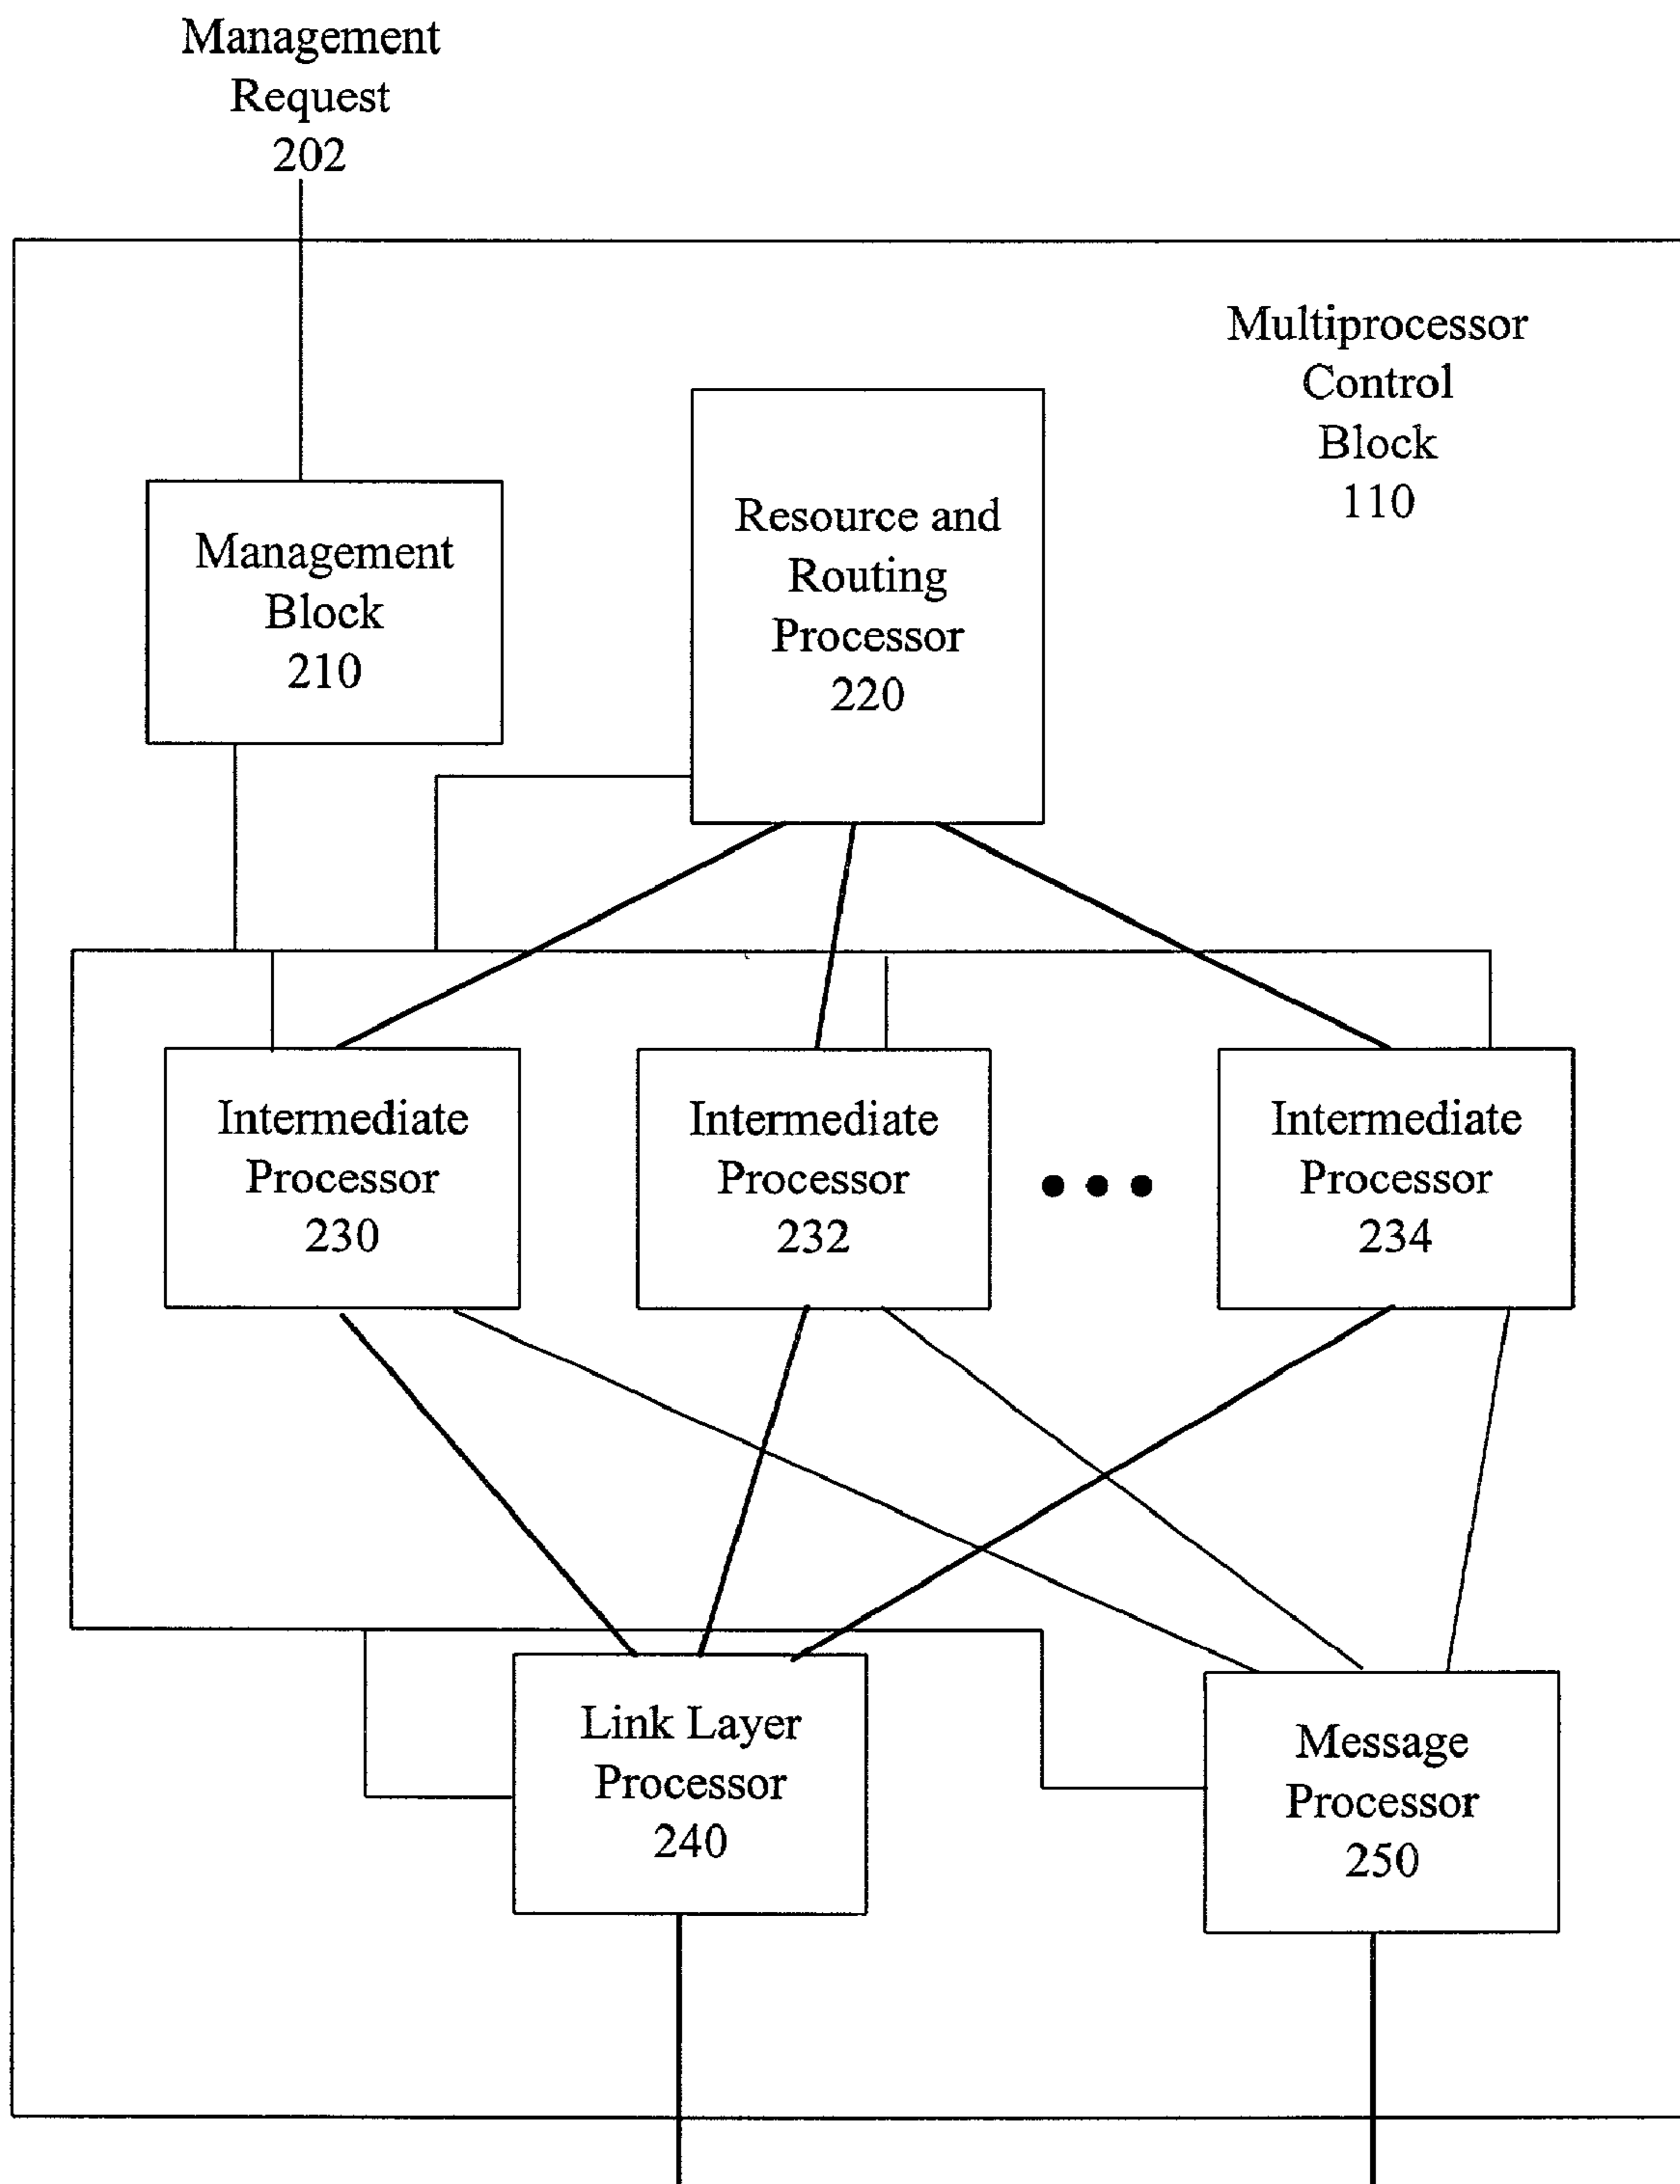 Management
Request
202
Multiprocessor
Control
Block
110
Management
Block
210
Resource and
Routing
Processor
220
Intermediate
Processor
230
Intermediate
Processor
232
Intermediate
Processor
234
Link Layer
Processor
240
Message
Processor
250